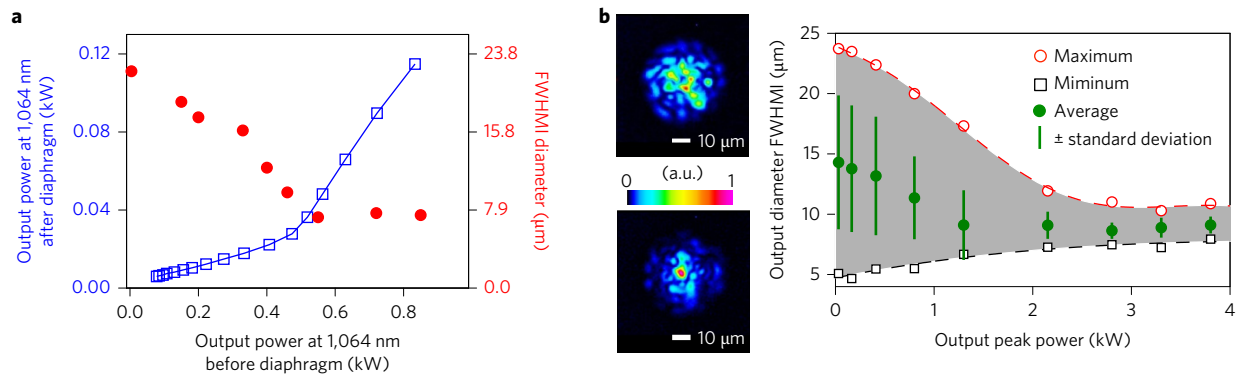 a
0.12
0.08
0.04
0.00
Output power at 1,064 nm
after diaphragm (kW)
23.8
15.8
7.9
0.0
FWHMI diameter (μm)
0.0 0.2 0.4 0.6 0.8
Output power at 1,064 nm
before diaphragm (kW)
b
10 μm
(a.u.)
0 1
10 μm
Output diameter FWHMI (μm)
25
20
15
10
5
Maximum
Miminum
Average
± standard deviation
0 1 2 3 4
Output peak power (kW)